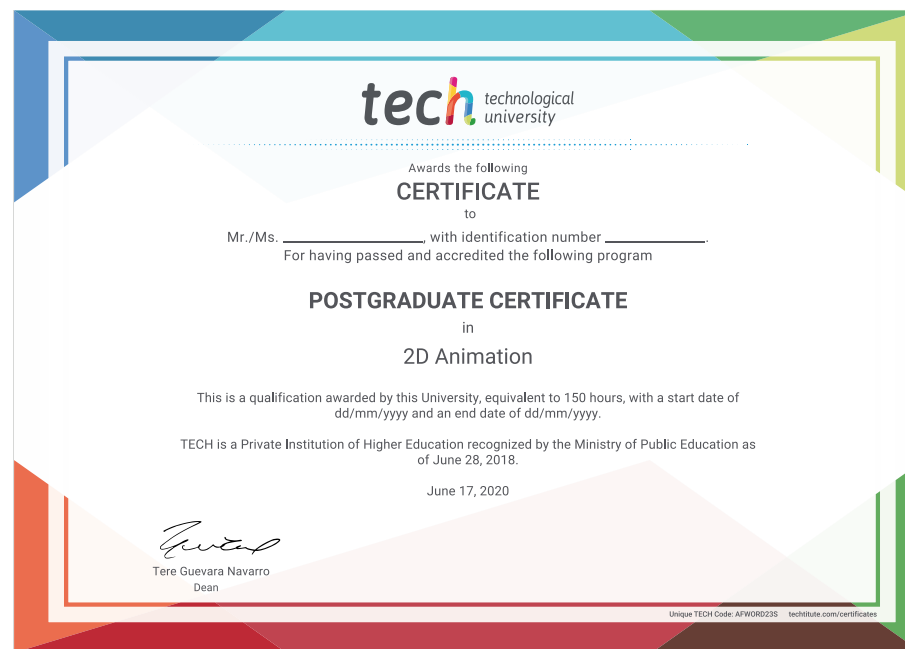 tech technological
university
Awards the following
CERTIFICATE
to
Mr./Ms. ____________, with identification number _________.
For having passed and accredited the following program
POSTGRADUATE CERTIFICATE
in
2D Animation
This is a qualification awarded by this University, equivalent to 150 hours, with a start date of
dd/mm/yyyy and an end date of dd/mm/yyyy.
TECH is a Private Institution of Higher Education recognized by the Ministry of Public Education as
of June 28, 2018.
June 17, 2020
Tere Guevara Navarro
Dean
Unique TECH Code: AFWORD23S techtitute.com/certificates